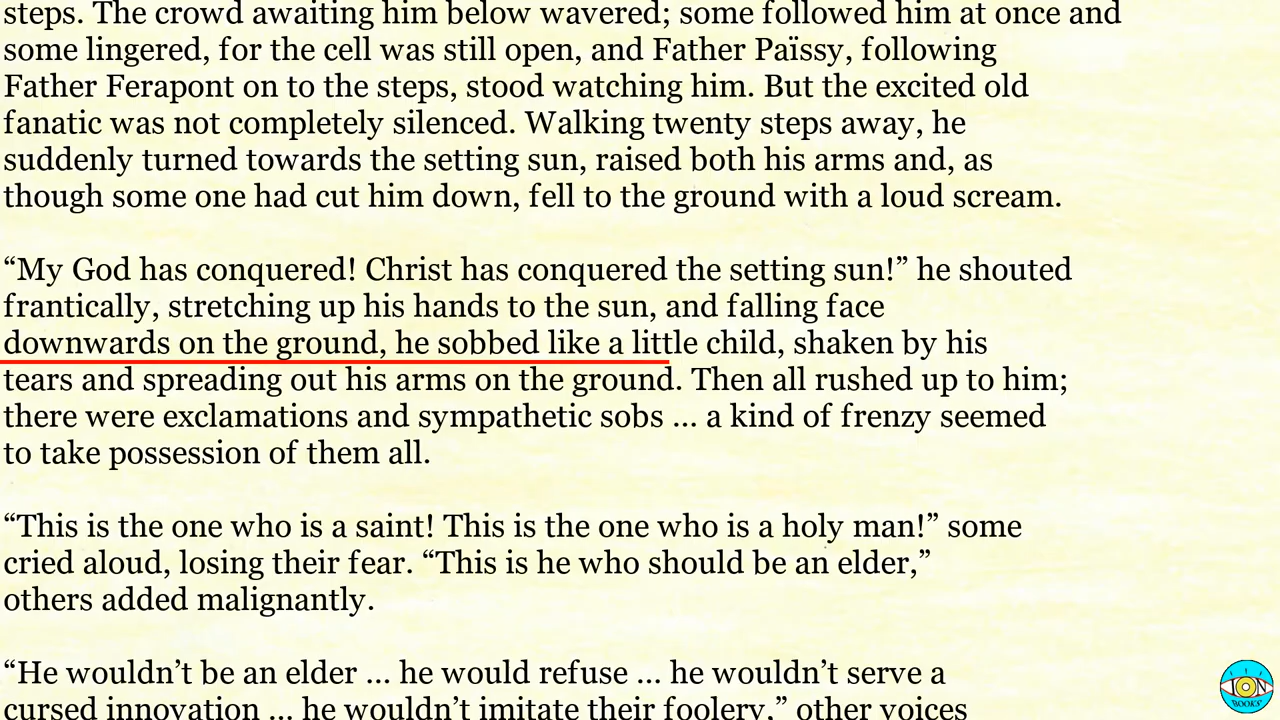 steps. The crowd awaiting him below wavered; some followed him at once and
some lingered, for the cell was still open, and Father Païssy, following
Father Ferapont on to the steps, stood watching him. But the excited old
fanatic was not completely silenced. Walking twenty steps away, he
suddenly turned towards the setting sun, raised both his arms and, as
though some one had cut him down, fell to the ground with a loud scream.
“My God has conquered! Christ has conquered the setting sun!” he shouted
frantically, stretching up his hands to the sun, and falling face
downwards on the ground, he sobbed like a little child, shaken by his
tears and spreading out his arms on the ground. Then all rushed up to him;
there were exclamations and sympathetic sobs ... a kind of frenzy seemed
to take possession of them all.
“This is the one who is a saint! This is the one who is a holy man!” some
cried aloud, losing their fear. “This is he who should be an elder,”
others added malignantly.
“He wouldn’t be an elder ... he would refuse ... he wouldn’t serve a
cursed innovation ... he wouldn’t imitate their foolery,” other voices
ION
BOOKS